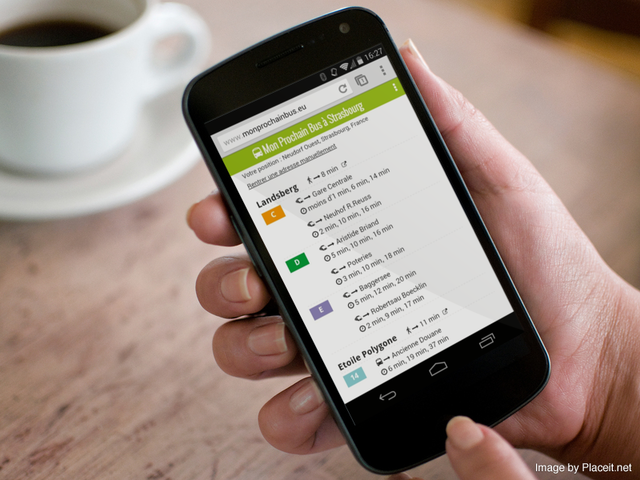 16:27
www.monprochainbus.eu
1
Mon Prochain Bus à Strasbourg
Votre position : Neudorf Ouest, Strasbourg, France
Rentrer une adresse manuellement
Landsberg → 8 min
C
→ Gare Centrale
moins d'1 min, 6 min, 14 min
→ Neuhof R.Reuss
2 min, 10 min, 16 min
D
→ Aristide Briand
5 min, 10 min, 16 min
→ Poteries
3 min, 10 min, 18 min
E
→ Baggersee
5 min, 12 min, 20 min
→ Robertsau Boecklin
2 min, 9 min, 17 min
Etoile Polygone → 11 min
14
→ Ancienne Douane
6 min, 19 min, 37 min
Image by Placeit.net